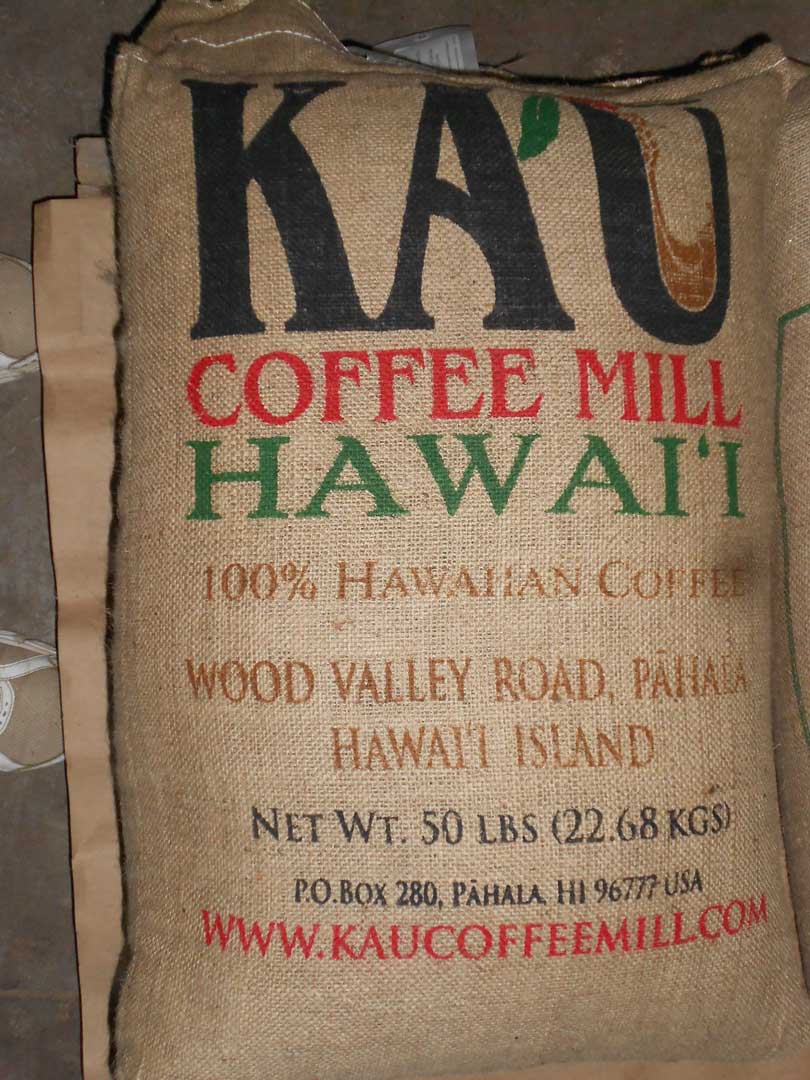 KA'U
COFFEE MILL
HAWAI'I
100% HAWAIIAN COFFEE
WOOD VALLEY ROAD, PĀHALA
HAWAI'I ISLAND
NET WT. 50 LBS (22.68 KGS)
P.O.BOX 280, PĀHALA, HI 96777 USA
WWW.KAUCOFFEEMILL.COM